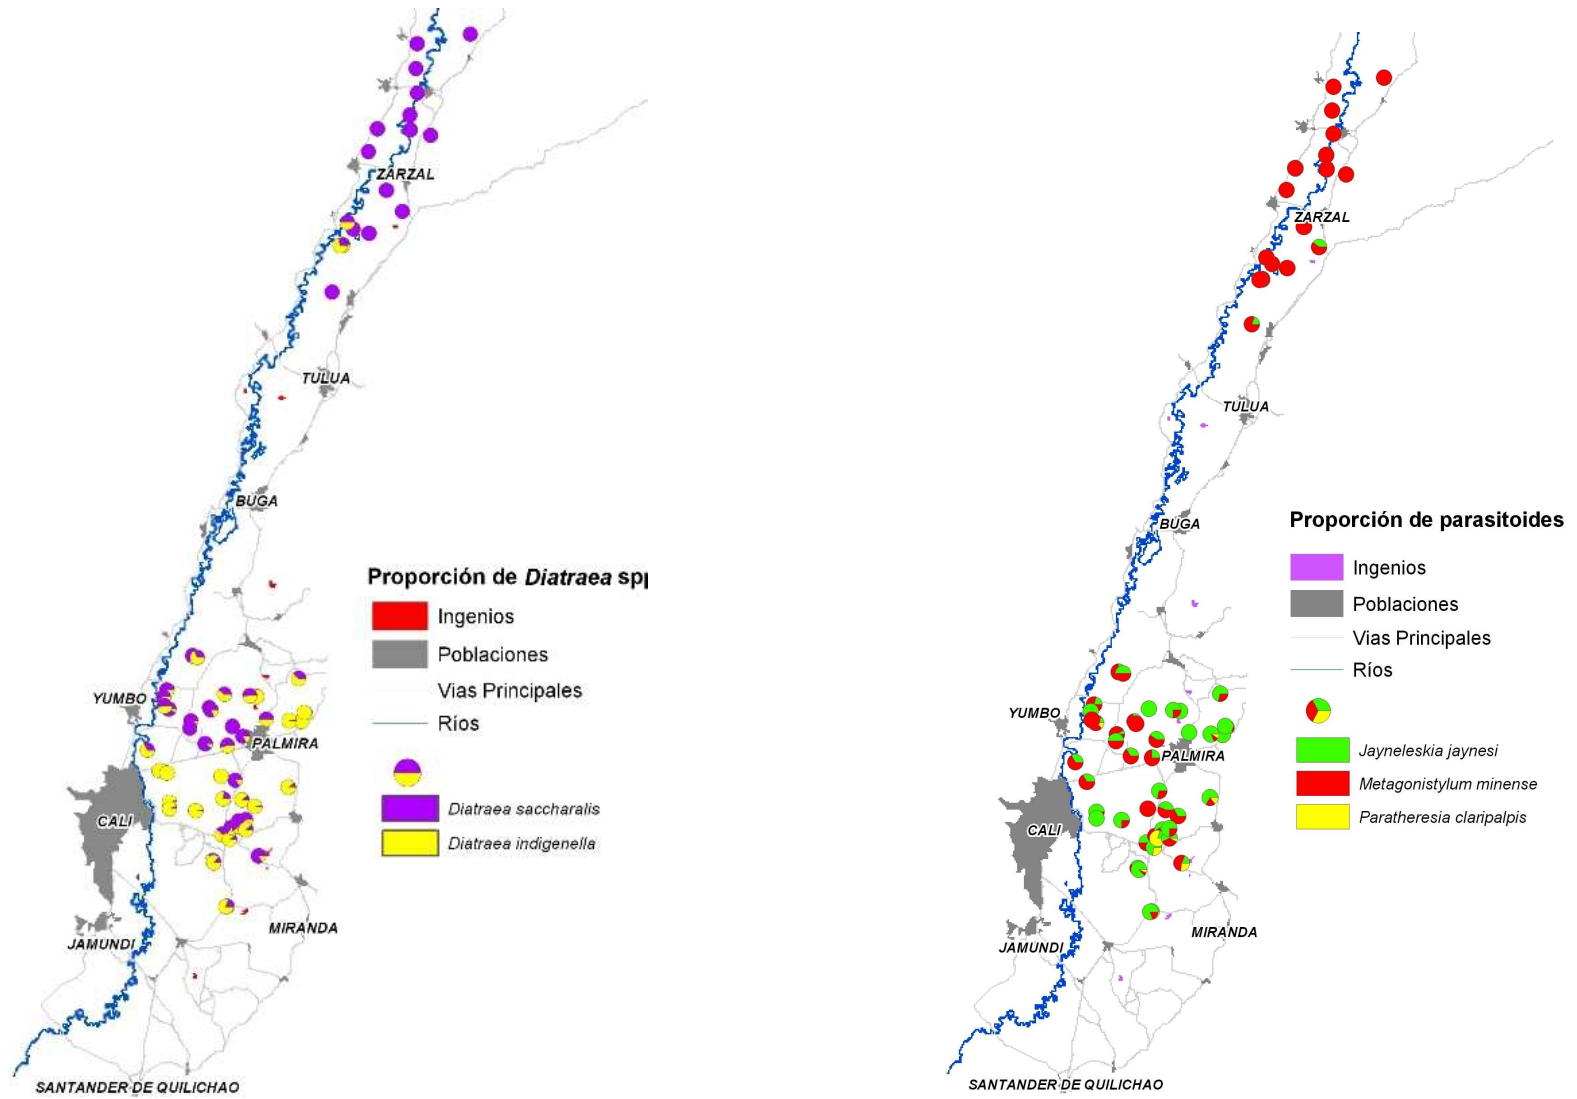 ZARZAL
TULUA
BUGA
Proporción de Diatraea spp
Ingenios
Poblaciones
Vias Principales
Ríos
YUMBO
PALMIRA
Diatraea saccharalis
CALI
Diatraea indigenella
MIRANDA
JAMUNDI
SANTANDER DE QUILICHAO
ZARZAL
TULUA
BUGA
Proporción de parasitoides
Ingenios
Poblaciones
Vias Principales
Ríos
YUMBO
PALMIRA
Jayneleskia jaynesi
Metagonistylum minense
Paratheresia claripalpis
CALI
MIRANDA
JAMUNDI
SANTANDER DE QUILICHAO